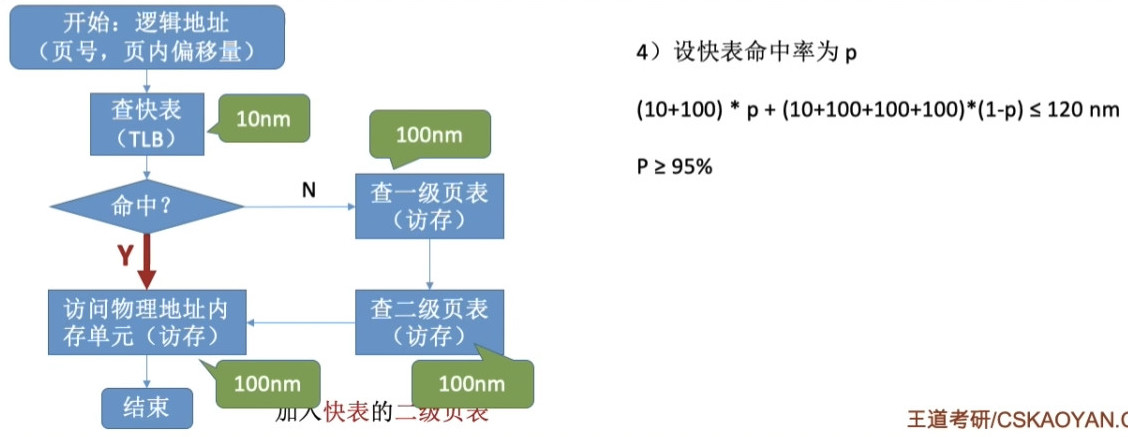 开始：逻辑地址
（页号，页内偏移量）
查快表
（TLB）
10nm
100nm
命中？
N
查一级页表
（访存）
Y
访问物理地址内
存单元（访存）
查二级页表
（访存）
100nm
100nm
结束
加入快表的二级页表
4）设快表命中率为 p
(10+100) * p + (10+100+100+100)*(1-p) ≤ 120 nm
P ≥ 95%
王道考研/CSKAOYAN.C